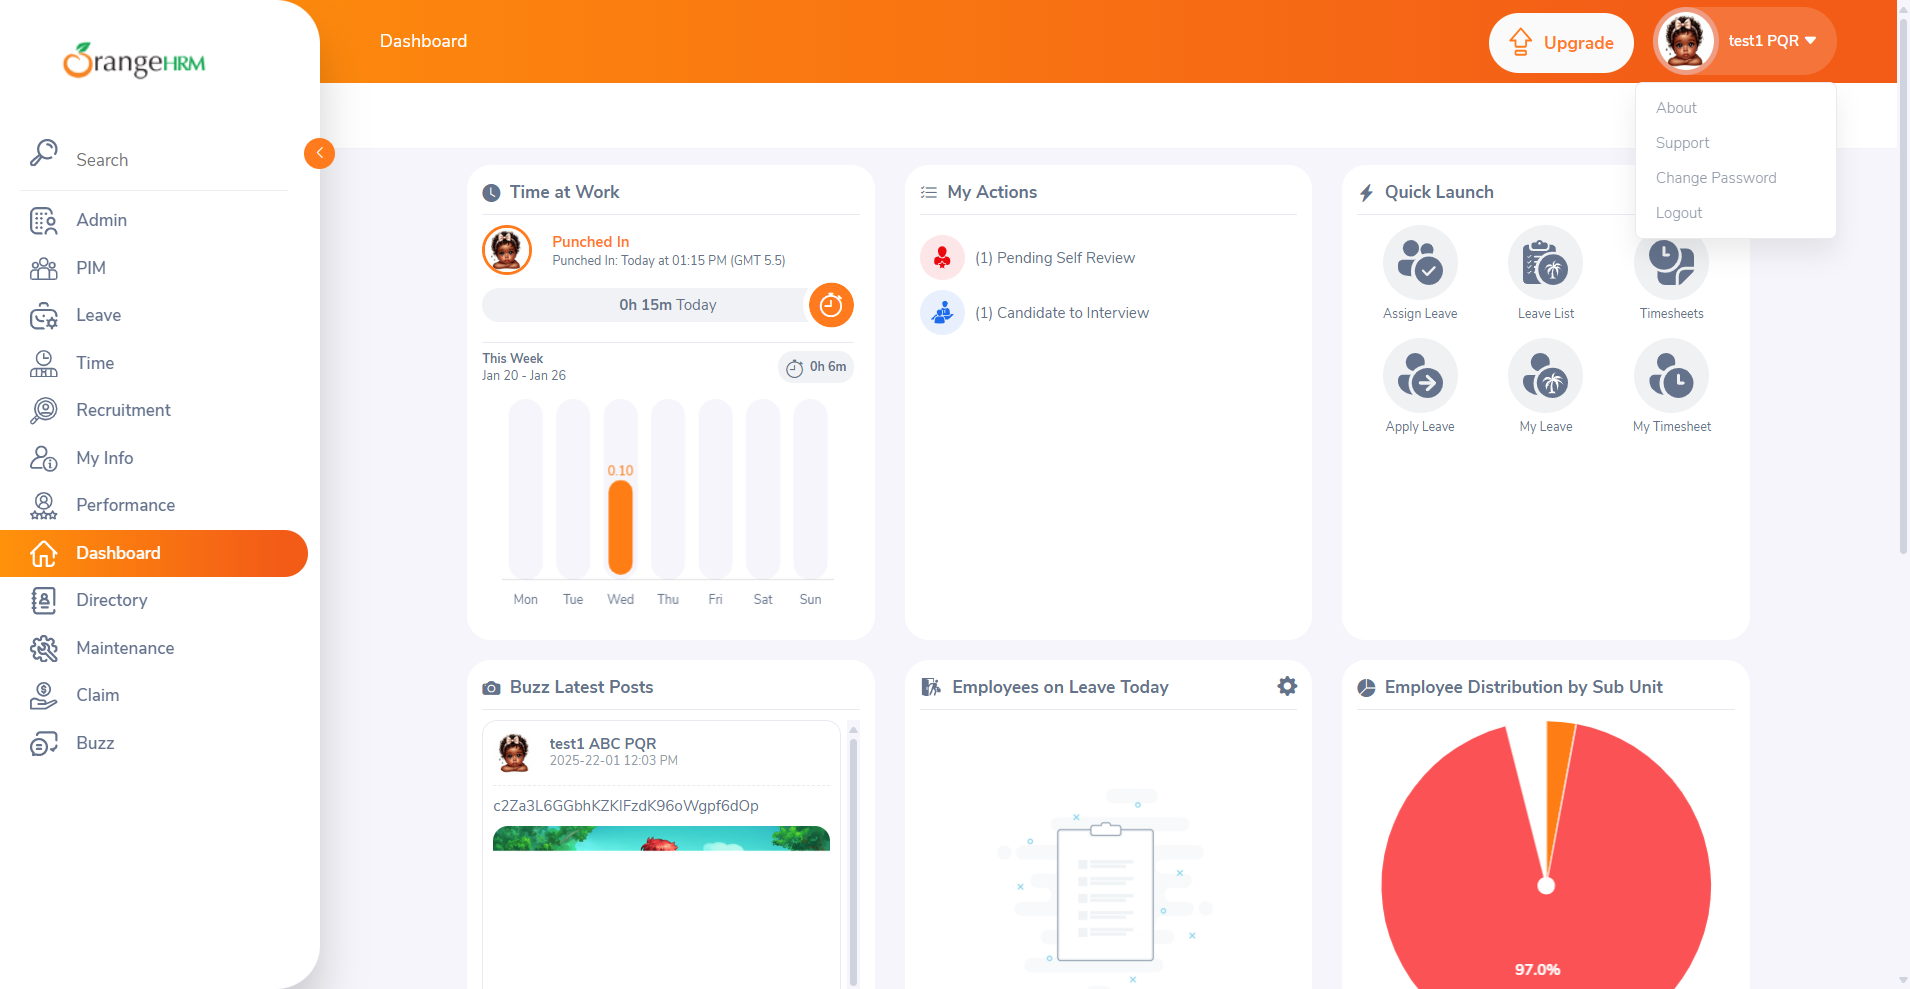 OrangeHRM
Search
Admin
PIM
Leave
Time
Recruitment
My Info
Performance
Dashboard
Directory
Maintenance
Claim
Buzz
Dashboard
Upgrade
test1 PQR
About
Support
Change Password
Logout
Time at Work
Punched In
Punched In: Today at 01:15 PM (GMT 5.5)
0h 15m Today
This Week
Jan 20 - Jan 26
0h 6m
0.10
Mon Tue Wed Thu Fri Sat Sun
My Actions
(1) Pending Self Review
(1) Candidate to Interview
Quick Launch
Assign Leave
Leave List
Timesheets
Apply Leave
My Leave
My Timesheet
Buzz Latest Posts
test1 ABC PQR
2025-22-01 12:03 PM
c2Za3L6GGbhKZKlFzdK96oWgpf6dOp
Employees on Leave Today
Employee Distribution by Sub Unit
97.0%